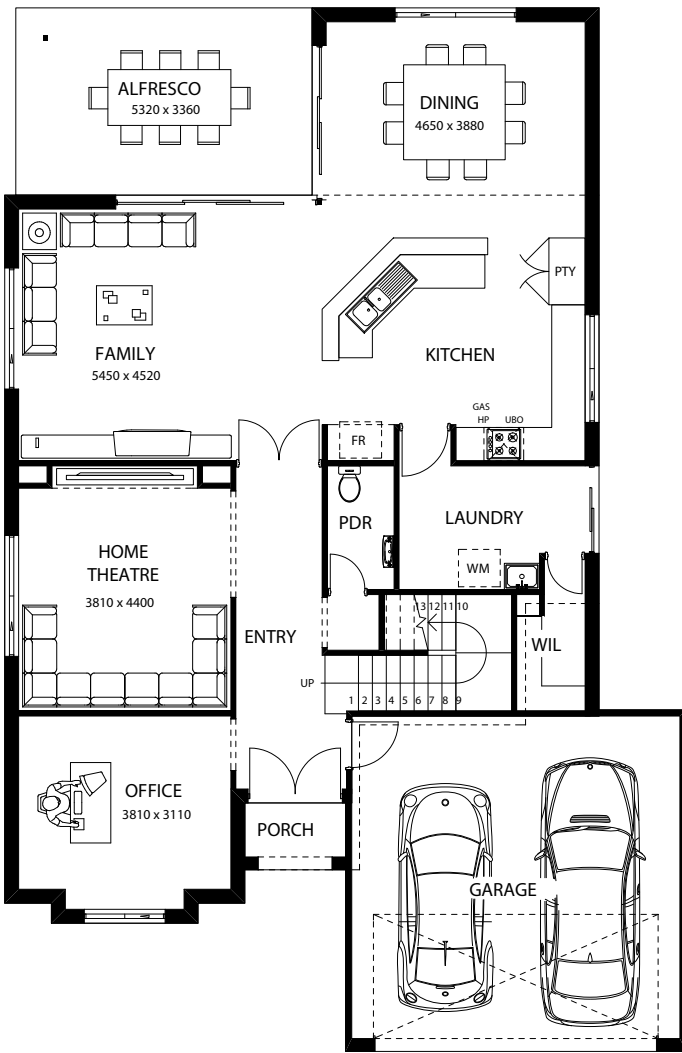 ALFRESCO
5320 x 3360
DINING
4650 x 3880
PTY
FAMILY
5450 x 4520
KITCHEN
GAS
HP UBO
FR
PDR
LAUNDRY
WM
HOME
THEATRE
3810 x 4400
ENTRY
13 12 11 10
WIL
UP
1 2 3 4 5 6 7 8 9
OFFICE
3810 x 3110
PORCH
GARAGE